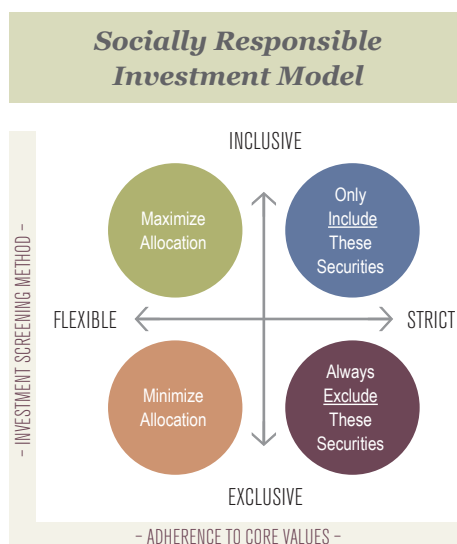 Socially Responsible
Investment Model
INCLUSIVE
Maximize
Allocation
Only
Include
These
Securities
FLEXIBLE
STRICT
Minimize
Allocation
Always
Exclude
These
Securities
EXCLUSIVE
– INVESTMENT SCREENING METHOD –
– ADHERENCE TO CORE VALUES –